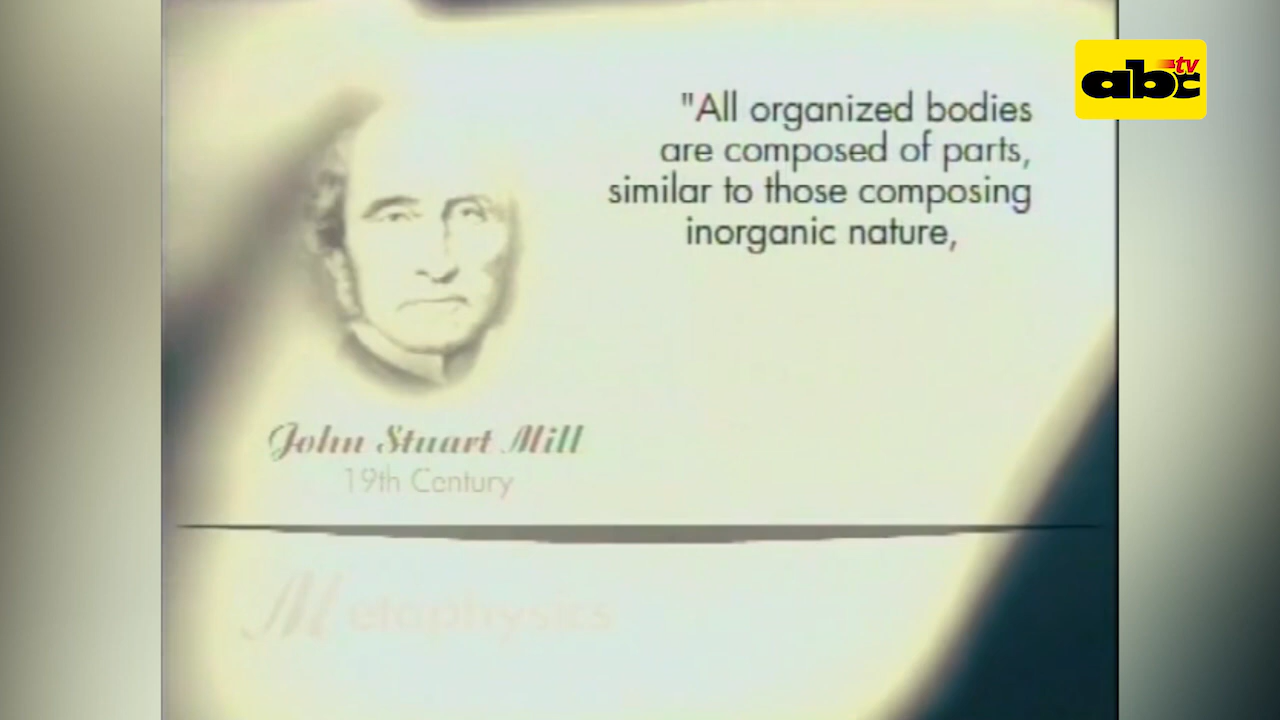 abc tv
"All organized bodies
are composed of parts,
similar to those composing
inorganic nature,
John Stuart Mill
19th Century
Metaphysics